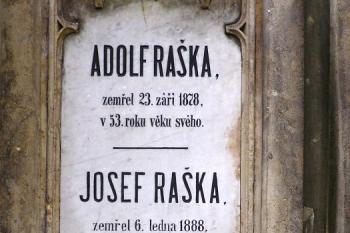 ADOLF RAŠKA,
zemřel 23. září 1878,
v 53. roku věku svého.
JOSEF RAŠKA,
zemřel 6. ledna 1888,